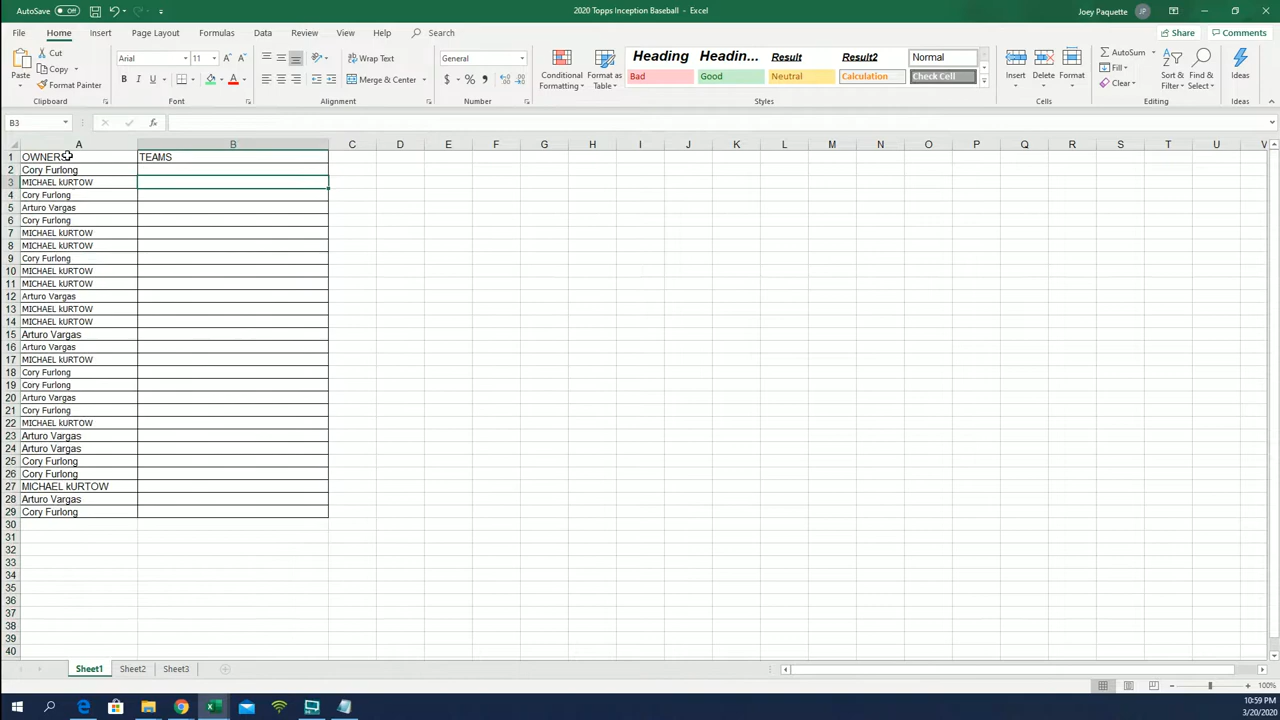 AutoSave Off
2020 Topps Inception Baseball - Excel
Joey Paquette JF
File Home Insert Page Layout Formulas Data Review View Search
Share Comments
Paste Cut Copy Format Painter
Arial 11
B I U
Wrap Text
Merge & Center
General
$ % ,
Conditional Formatting
Format as Table
Heading Headin... Result Result2 Normal
Bad Good Neutral Calculation Check Cell
Insert Delete Format
AutoSum
Fill
Clear
Sort & Filter
Find & Select
Ideas
Clipboard Font Alignment Number Styles Cells Editing Ideas
B3 fx
A B C D E F G H I J K L M N O P Q R S T U V
1 OWNERS TEAMS
2 Cory Furlong
3 MICHAEL kURTOW
4 Cory Furlong
5 Arturo Vargas
6 Cory Furlong
7 MICHAEL kURTOW
8 MICHAEL kURTOW
9 Cory Furlong
10 MICHAEL kURTOW
11 MICHAEL kURTOW
12 Arturo Vargas
13 MICHAEL kURTOW
14 MICHAEL kURTOW
15 Arturo Vargas
16 Arturo Vargas
17 MICHAEL kURTOW
18 Cory Furlong
19 Cory Furlong
20 Arturo Vargas
21 Cory Furlong
22 MICHAEL kURTOW
23 Arturo Vargas
24 Arturo Vargas
25 Cory Furlong
26 Cory Furlong
27 MICHAEL kURTOW
28 Arturo Vargas
29 Cory Furlong
30
31
32
33
34
35
36
37
38
39
40
Sheet1 Sheet2 Sheet3
100%
10:59 PM
3/20/2020